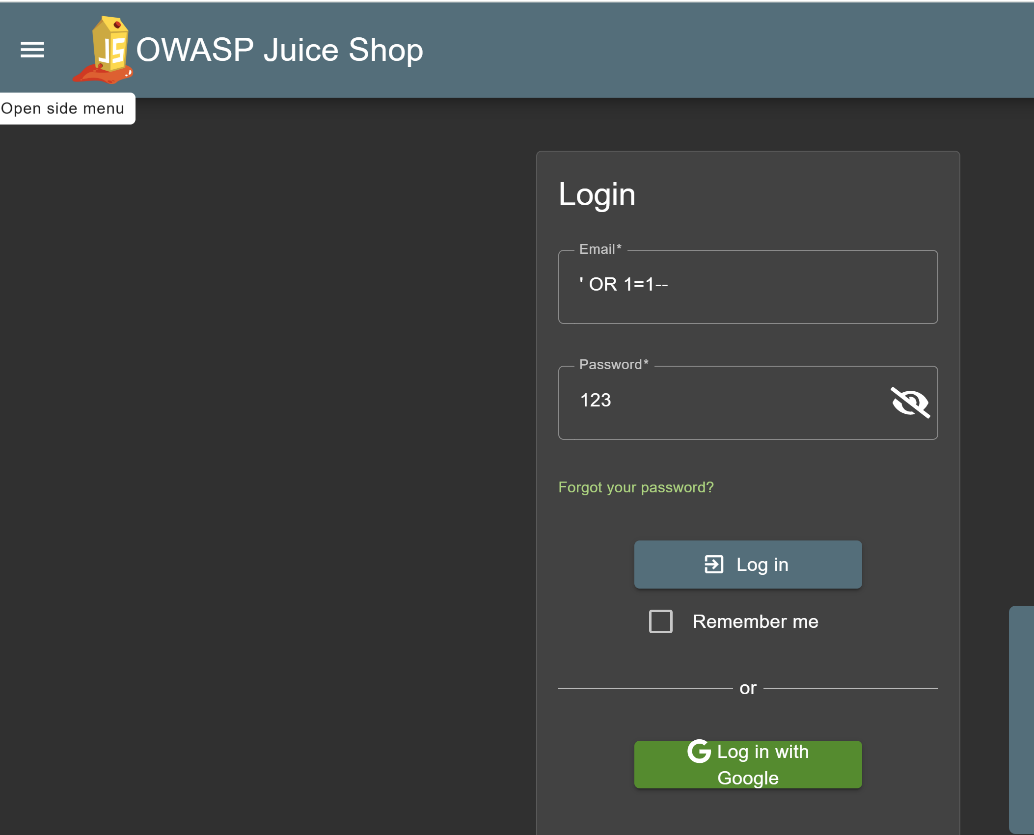 OWASP Juice Shop
Open side menu
Login
Email*
' OR 1=1--
Password*
123
Forgot your password?
Log in
Remember me
or
Log in with
Google